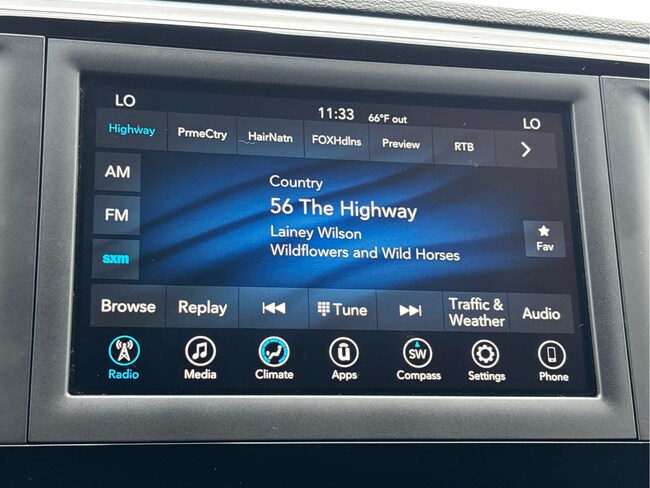 LO 11:33 66°F out LO
Highway PrmeCtry HairNatn FOXHdlns Preview RTB
AM
FM
sxm
Country
56 The Highway
Lainey Wilson
Wildflowers and Wild Horses
Fav
Browse Replay Tune Traffic & Weather Audio
SW
Radio Media Climate Apps Compass Settings Phone